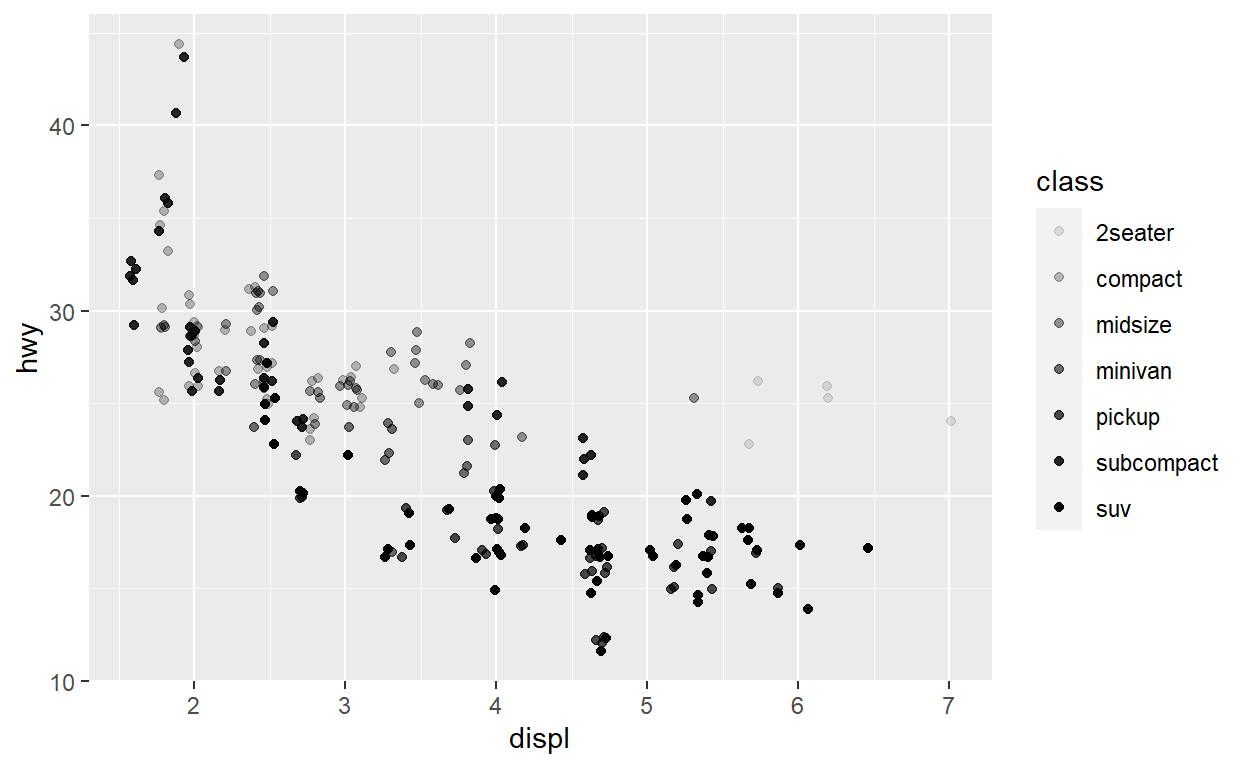 hwy
40
30
20
10
2 3 4 5 6 7
displ
class
2seater
compact
midsize
minivan
pickup
subcompact
suv